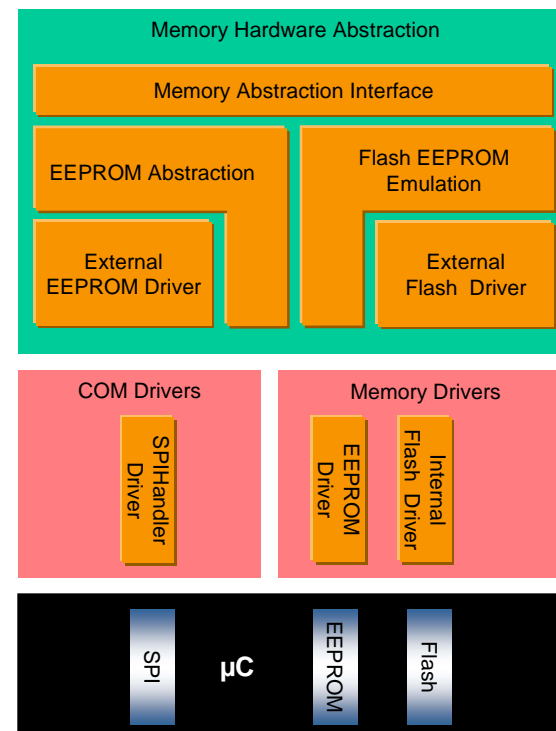 Memory Hardware Abstraction
Memory Abstraction Interface
EEPROM Abstraction
Flash EEPROM
Emulation
External
EEPROM Driver
External
Flash Driver
COM Drivers
SPIHandler
Driver
Memory Drivers
EEPROM
Driver
Internal
Flash Driver
SPI
µC
EEPROM
Flash